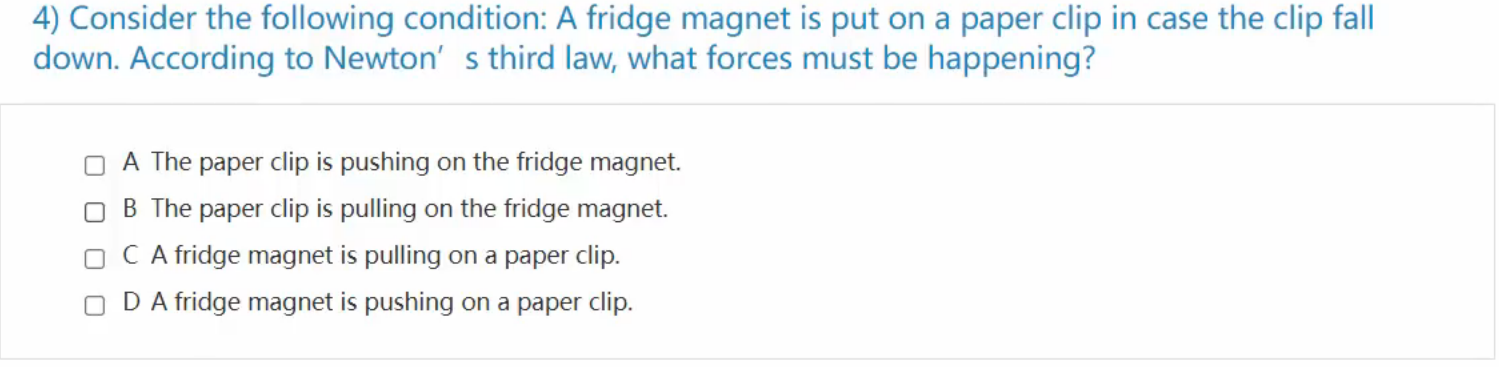 4) Consider the following condition: A fridge magnet is put on a paper clip in case the clip fall
down. According to Newton’ s third law, what forces must be happening?
A The paper clip is pushing on the fridge magnet.
B The paper clip is pulling on the fridge magnet.
C A fridge magnet is pulling on a paper clip.
D A fridge magnet is pushing on a paper clip.